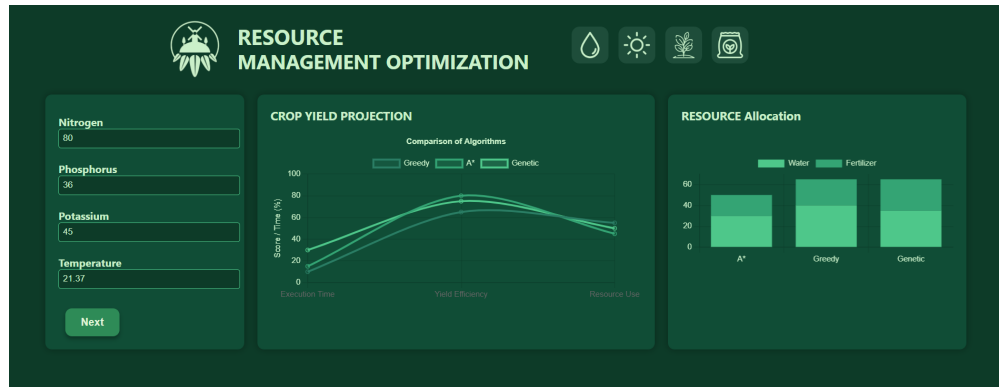 RESOURCE
MANAGEMENT OPTIMIZATION
Nitrogen
80
Phosphorus
36
Potassium
45
Temperature
21.37
Next
CROP YIELD PROJECTION
Comparison of Algorithms
Greedy A* Genetic
Score / Time (%)
100
80
60
40
20
0
Execution Time Yield Efficiency Resource Use
RESOURCE Allocation
Water Fertilizer
60
40
20
0
A* Greedy Genetic